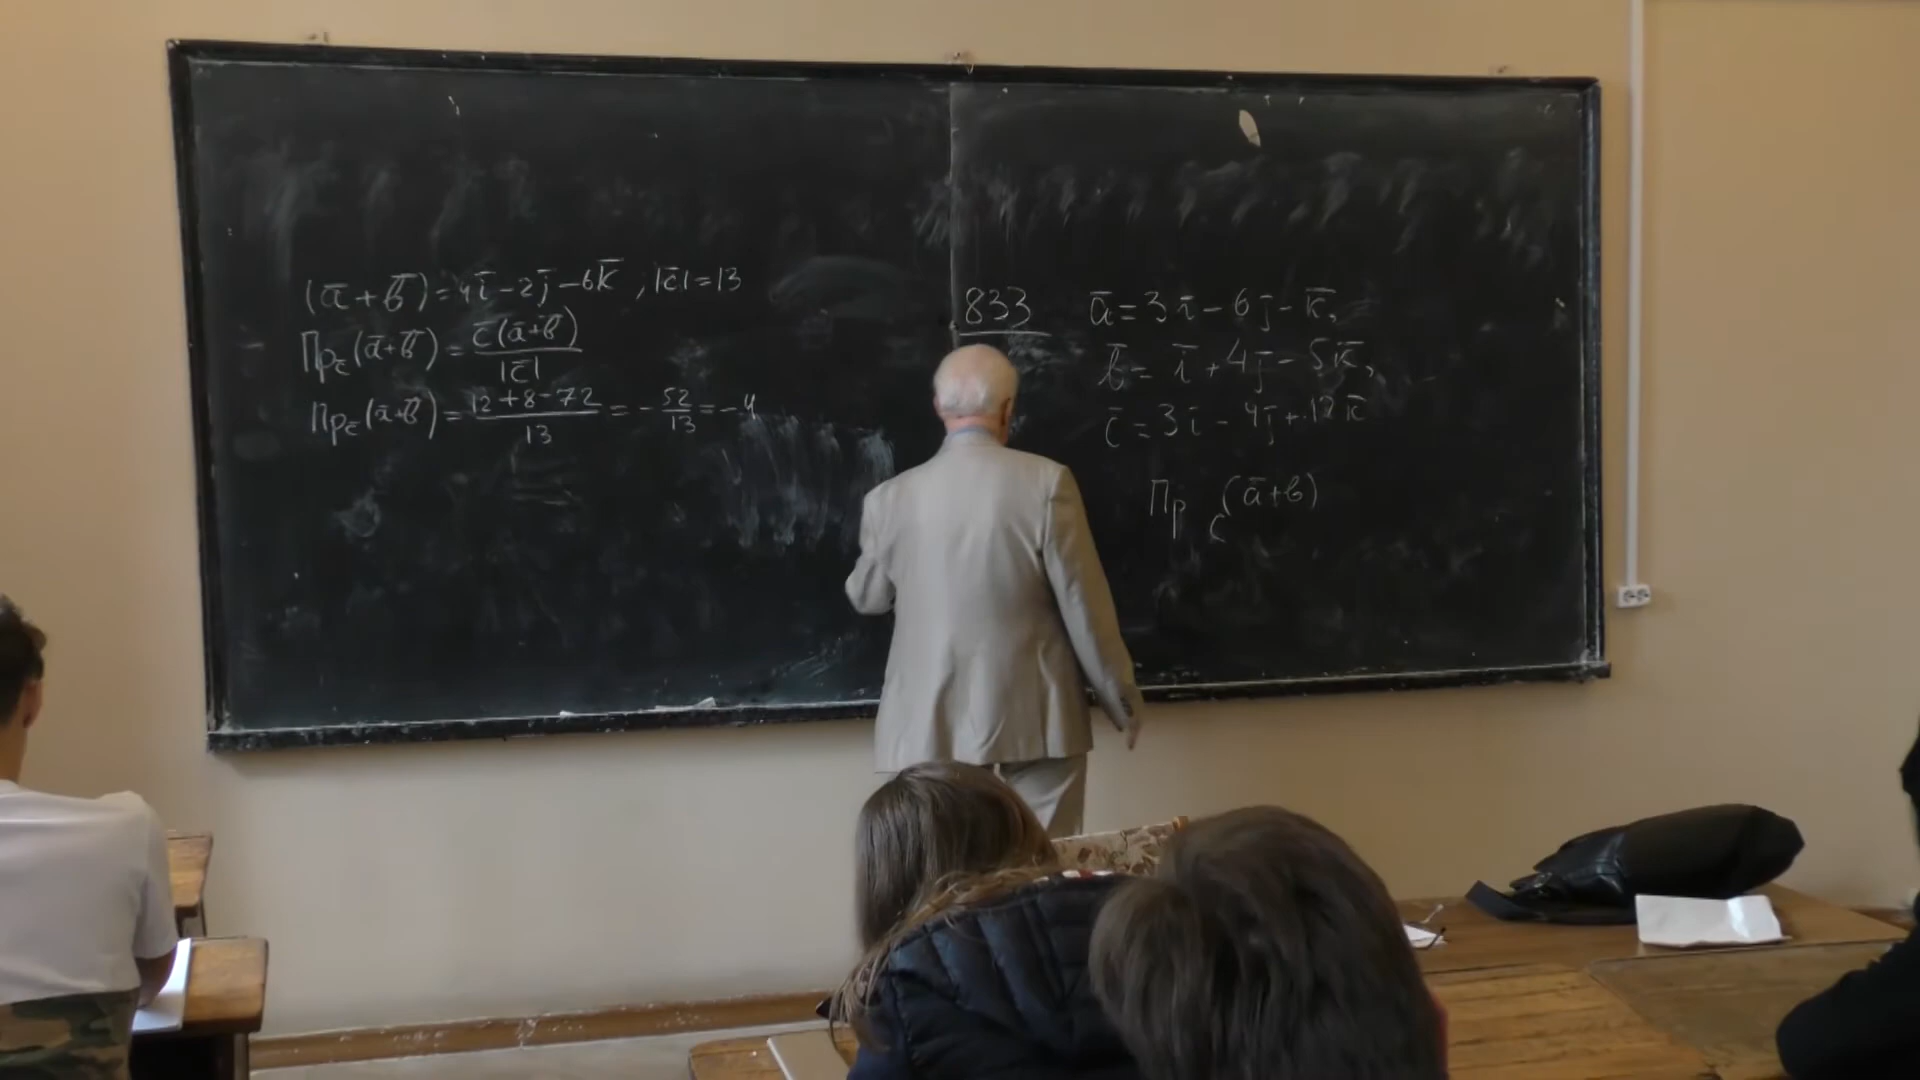 (ā + b̄) = 4ī − 2j̄ − 6k̄ , |c̄| = 13
Пр_c̄ (ā + b̄) = c̄(ā + b̄) / |c̄|
Пр_c̄ (ā + b̄) = (12 + 8 − 72) / 13 = − 52/13 = − 4
833 ā = 3ī − 6j − k̄,
b̄ = ī + 4j − 5k̄,
c̄ = 3ī − 4j + 12k̄
Пр_c (ā + b)